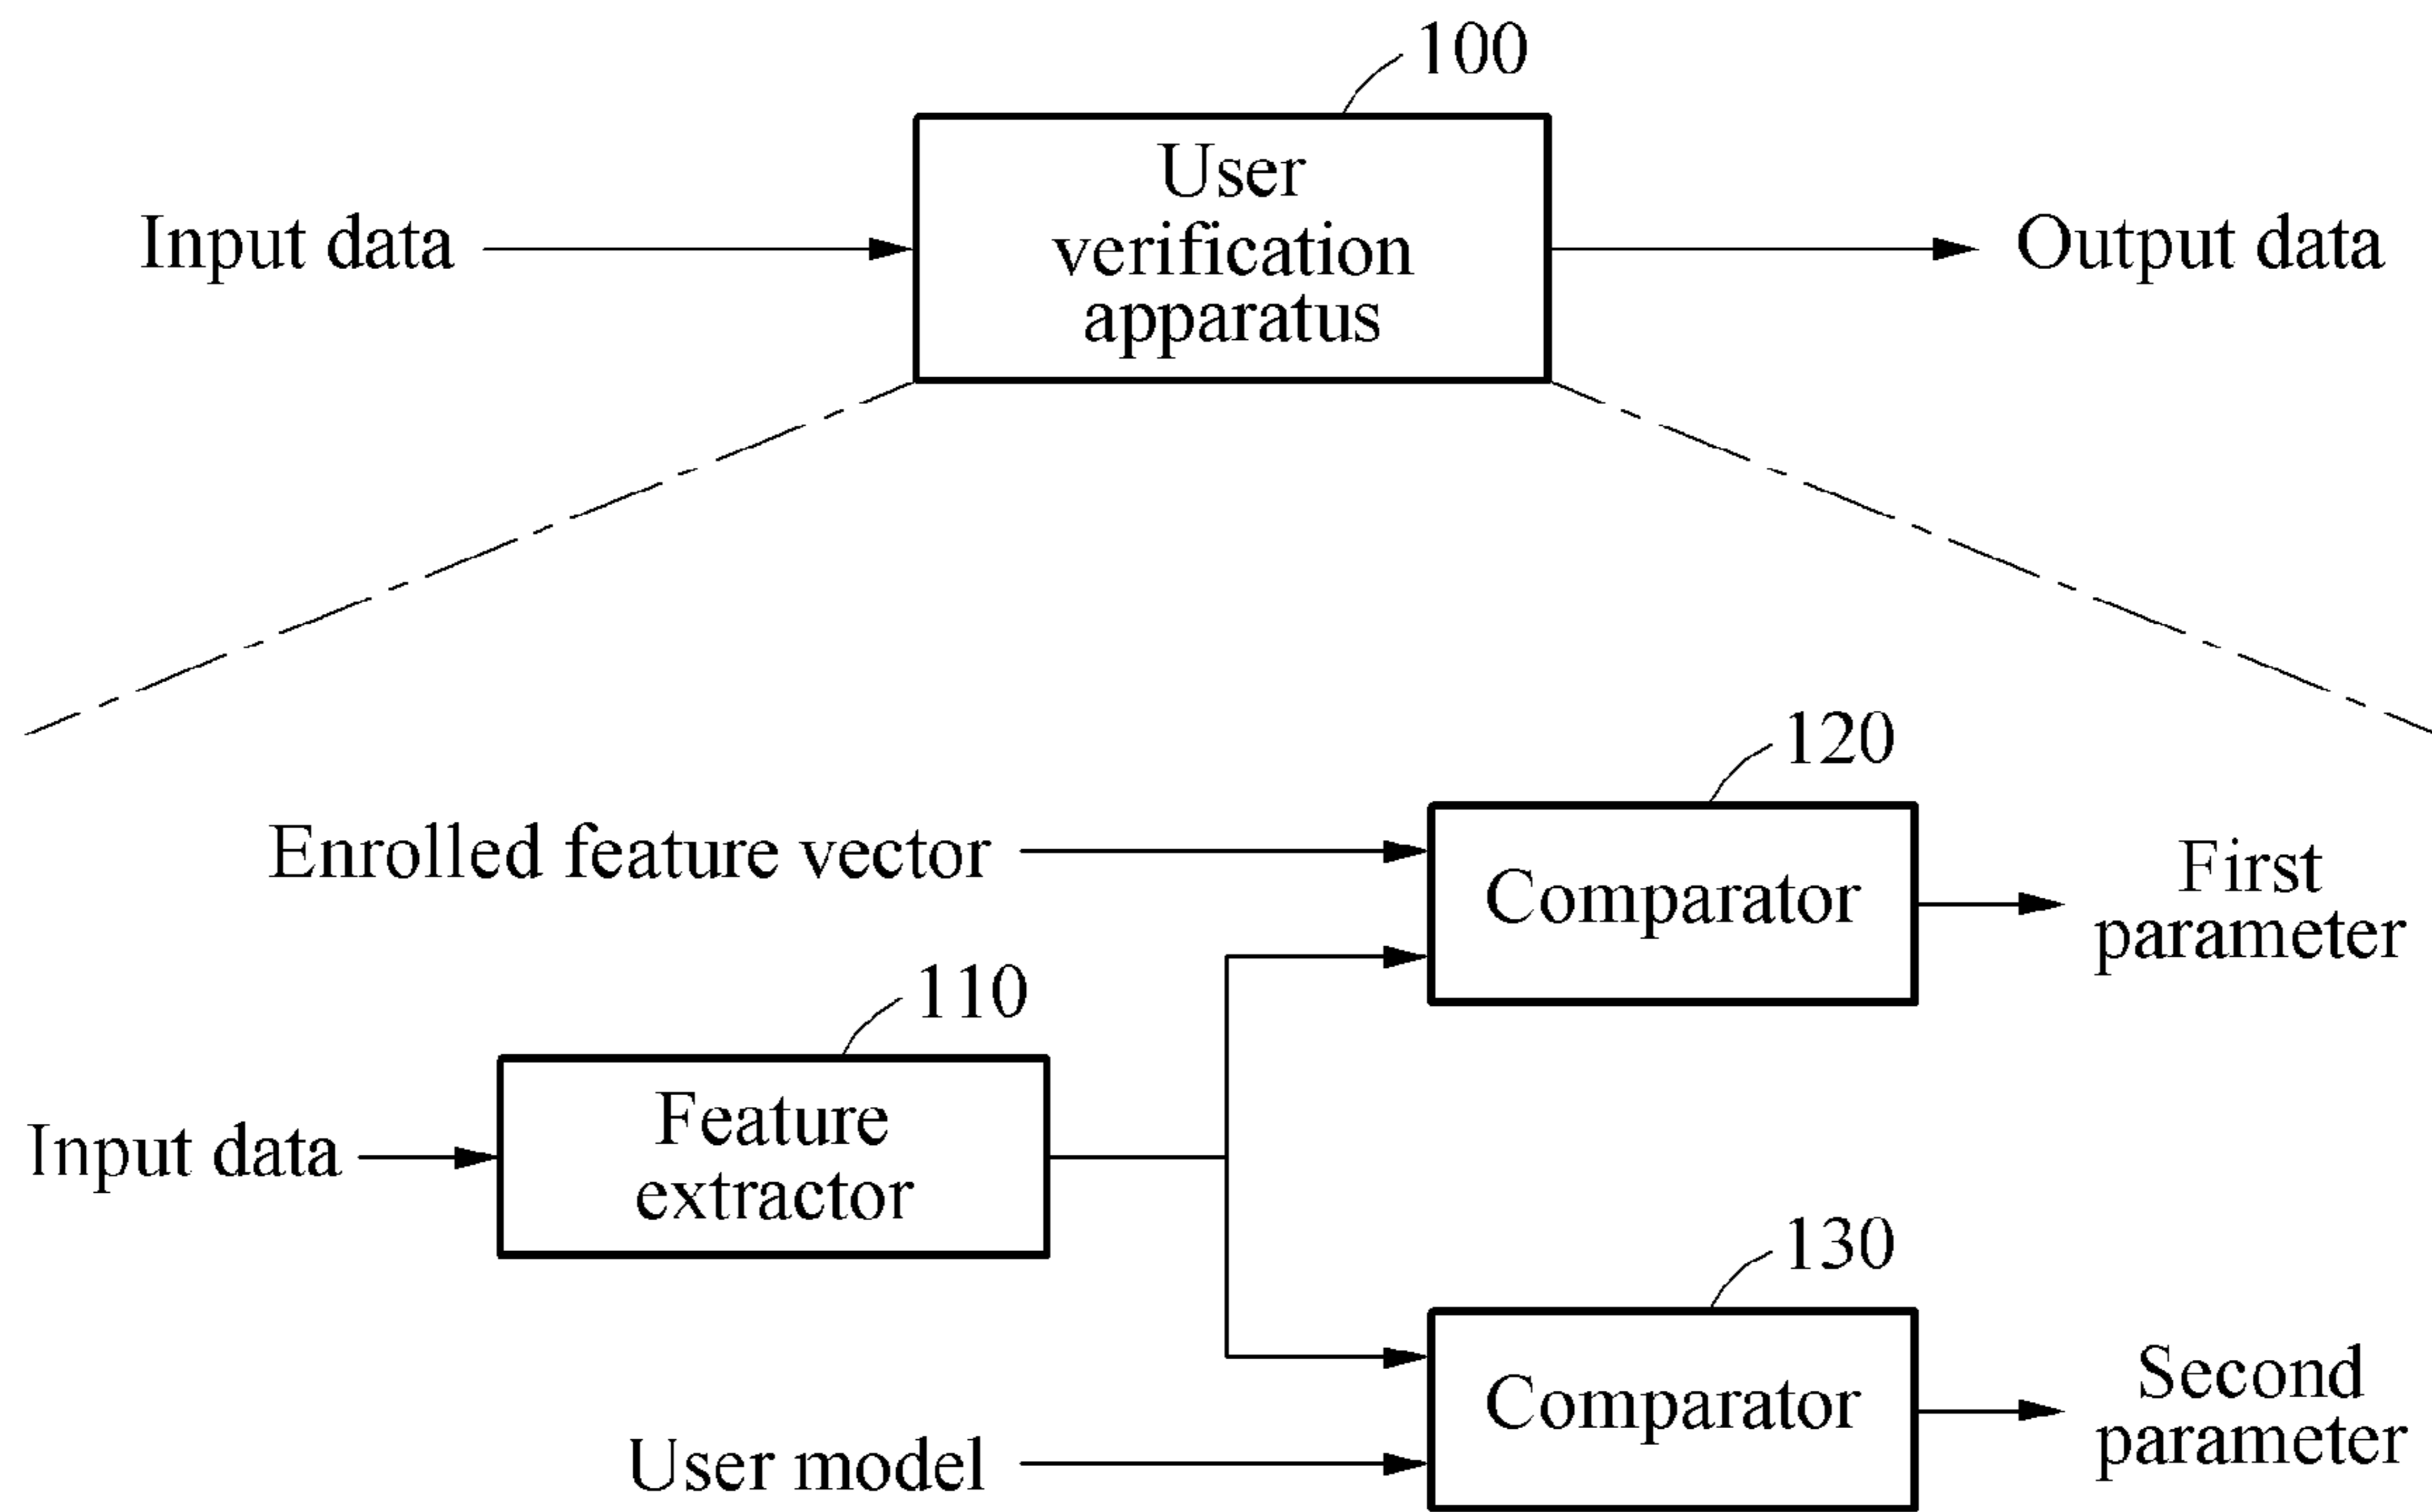 100
User
verification
apparatus
Input data
Output data
120
Enrolled feature vector
Comparator
First
parameter
110
Input data
Feature
extractor
130
Comparator
Second
parameter
User model